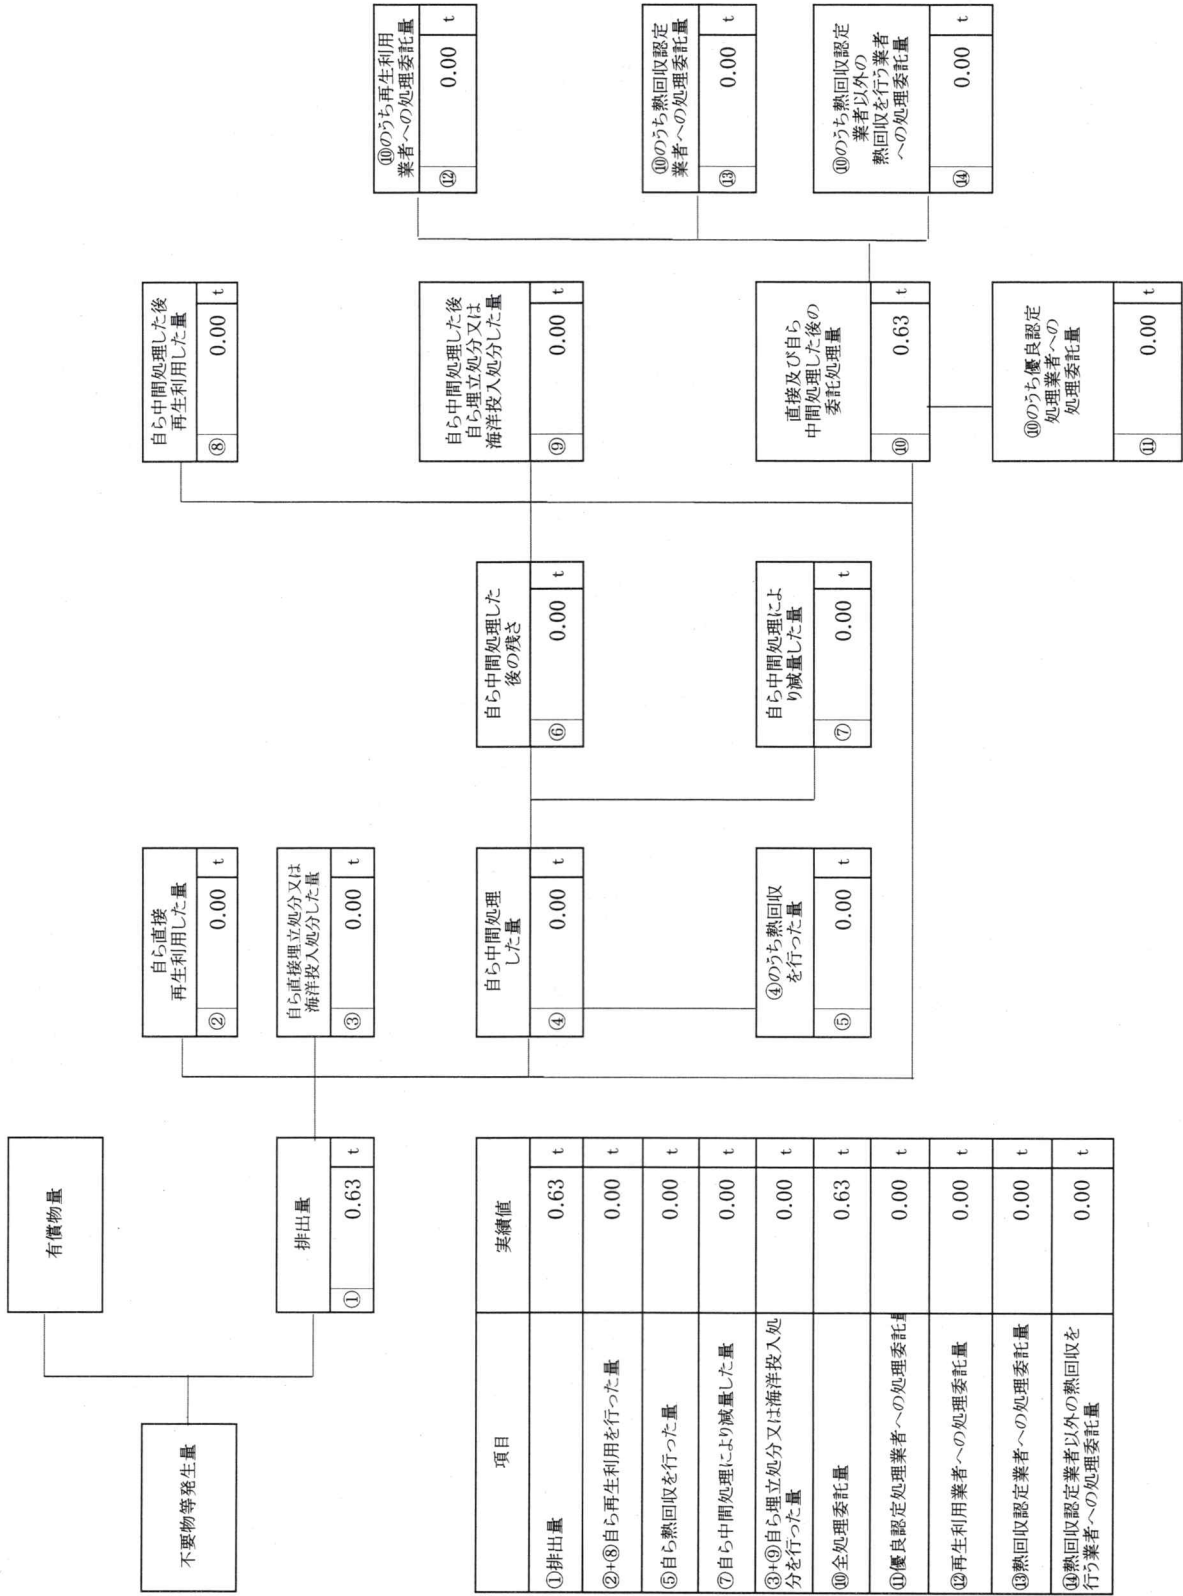 不要物等発生量
有償物量
排出量
① 0.63 t
自ら直接
再生利用した量
② 0.00 t
自ら直接埋立処分又は
海洋投入処分した量
③ 0.00 t
自ら中間処理
した量
④ 0.00 t
④のうち熱回収
を行った量
⑤ 0.00 t
自ら中間処理した
後の残さ
⑥ 0.00 t
自ら中間処理によ
り減量した量
⑦ 0.00 t
自ら中間処理した後
再生利用した量
⑧ 0.00 t
自ら中間処理した後
自ら埋立処分又は
海洋投入処分した量
⑨ 0.00 t
直接及び自ら
中間処理した後の
委託処理量
⑩ 0.63 t
⑩のうち優良認定
処理業者への
処理委託量
⑪ 0.00 t
⑩のうち再生利用
業者への処理委託量
⑫ 0.00 t
⑩のうち熱回収認定
業者への処理委託量
⑬ 0.00 t
⑩のうち熱回収認定
業者以外の
熱回収を行う業者
への処理委託量
⑭ 0.00 t
項目 実績値
①排出量 0.63 t
②+⑧自ら再生利用を行った量 0.00 t
⑤自ら熱回収を行った量 0.00 t
⑦自ら中間処理により減量した量 0.00 t
③+⑨自ら埋立処分又は海洋投入処
分を行った量 0.00 t
⑩全処理委託量 0.63 t
⑪優良認定処理業者への処理委託量 0.00 t
⑫再生利用業者への処理委託量 0.00 t
⑬熱回収認定業者への処理委託量 0.00 t
⑭熱回収認定業者以外の熱回収を
行う業者への処理委託量 0.00 t